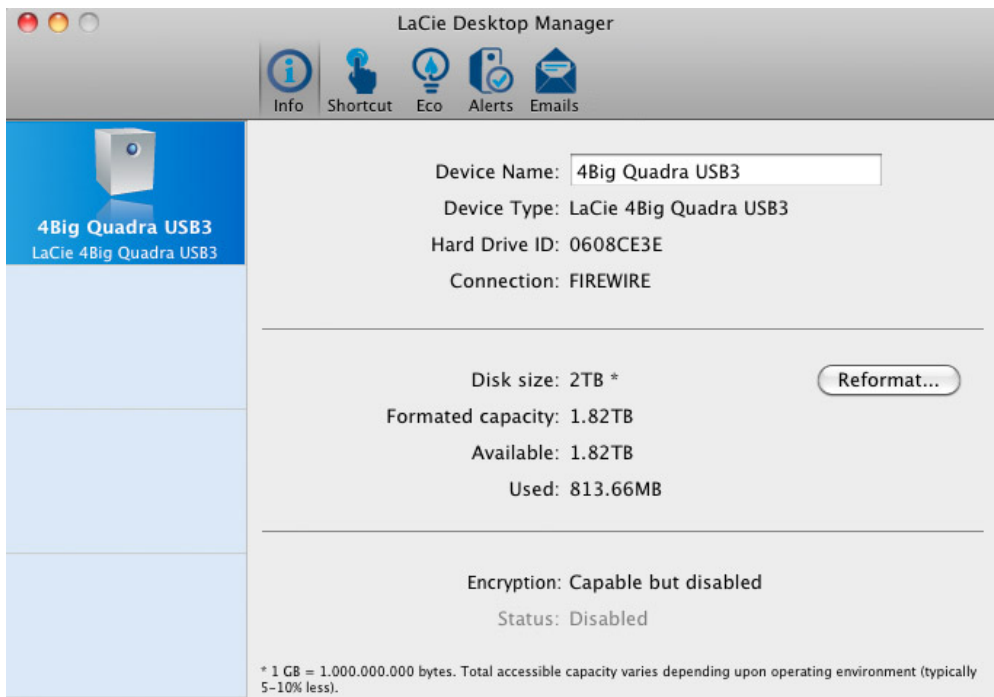 LaCie Desktop Manager
Info Shortcut Eco Alerts Emails
4Big Quadra USB3
LaCie 4Big Quadra USB3
Device Name: 4Big Quadra USB3
Device Type: LaCie 4Big Quadra USB3
Hard Drive ID: 0608CE3E
Connection: FIREWIRE
Disk size: 2TB *
Reformat...
Formated capacity: 1.82TB
Available: 1.82TB
Used: 813.66MB
Encryption: Capable but disabled
Status: Disabled
* 1 GB = 1.000.000.000 bytes. Total accessible capacity varies depending upon operating environment (typically
5-10% less).